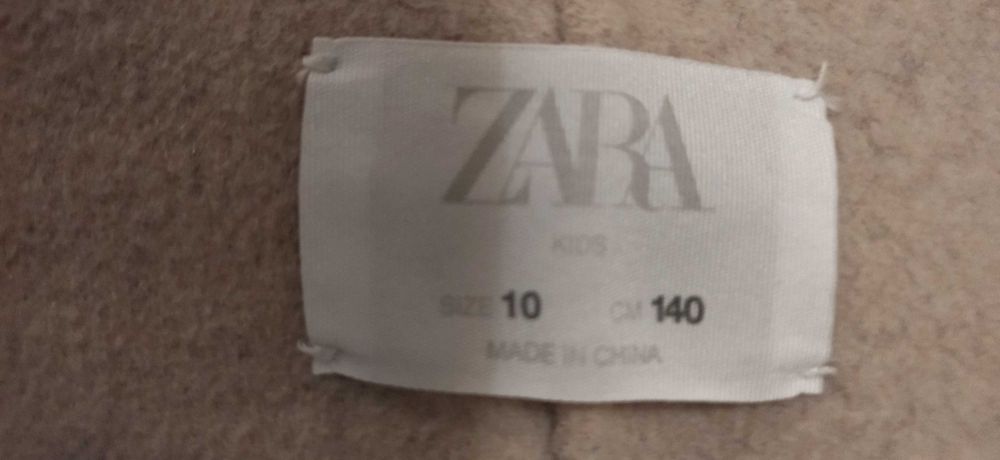 ZARA
KIDS
SIZE 10 CM 140
MADE IN CHINA